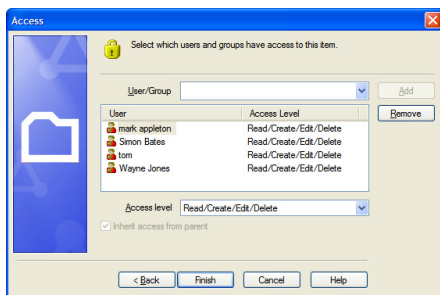 Access
Select which users and groups have access to this item.
User/Group
Add
User Access Level
Remove
mark appleton Read/Create/Edit/Delete
Simon Bates Read/Create/Edit/Delete
tom Read/Create/Edit/Delete
Wayne Jones Read/Create/Edit/Delete
Access level Read/Create/Edit/Delete
Inherit access from parent
< Back Finish Cancel Help